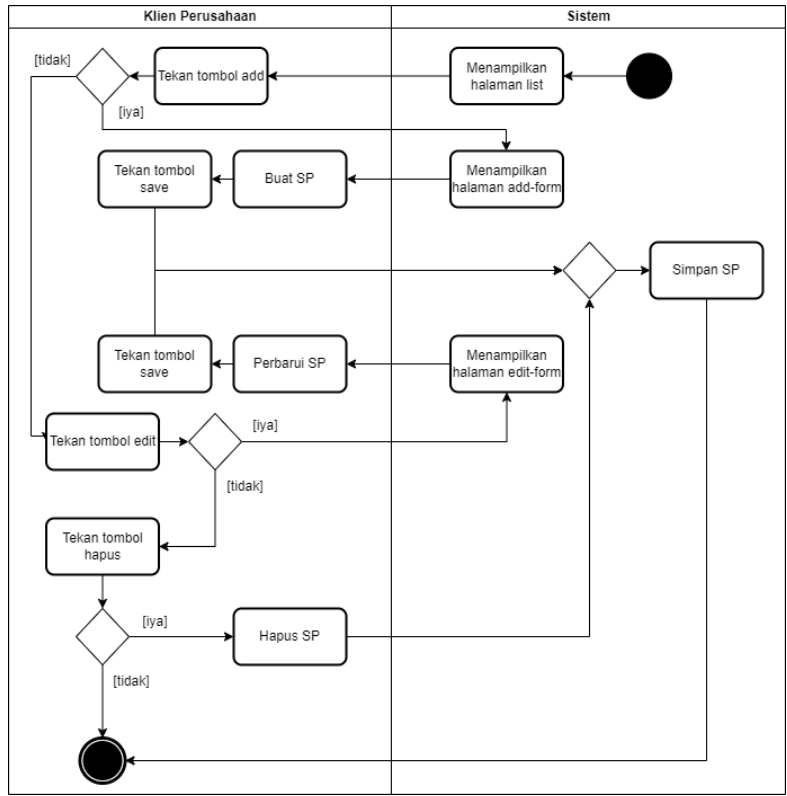 Klien Perusahaan
Sistem
[tidak]
Tekan tombol add
Menampilkan
halaman list
[iya]
Tekan tombol
save
Buat SP
Menampilkan
halaman add-form
Simpan SP
Tekan tombol
save
Perbarui SP
Menampilkan
halaman edit-form
Tekan tombol edit
[iya]
[tidak]
Tekan tombol
hapus
[iya]
Hapus SP
[tidak]